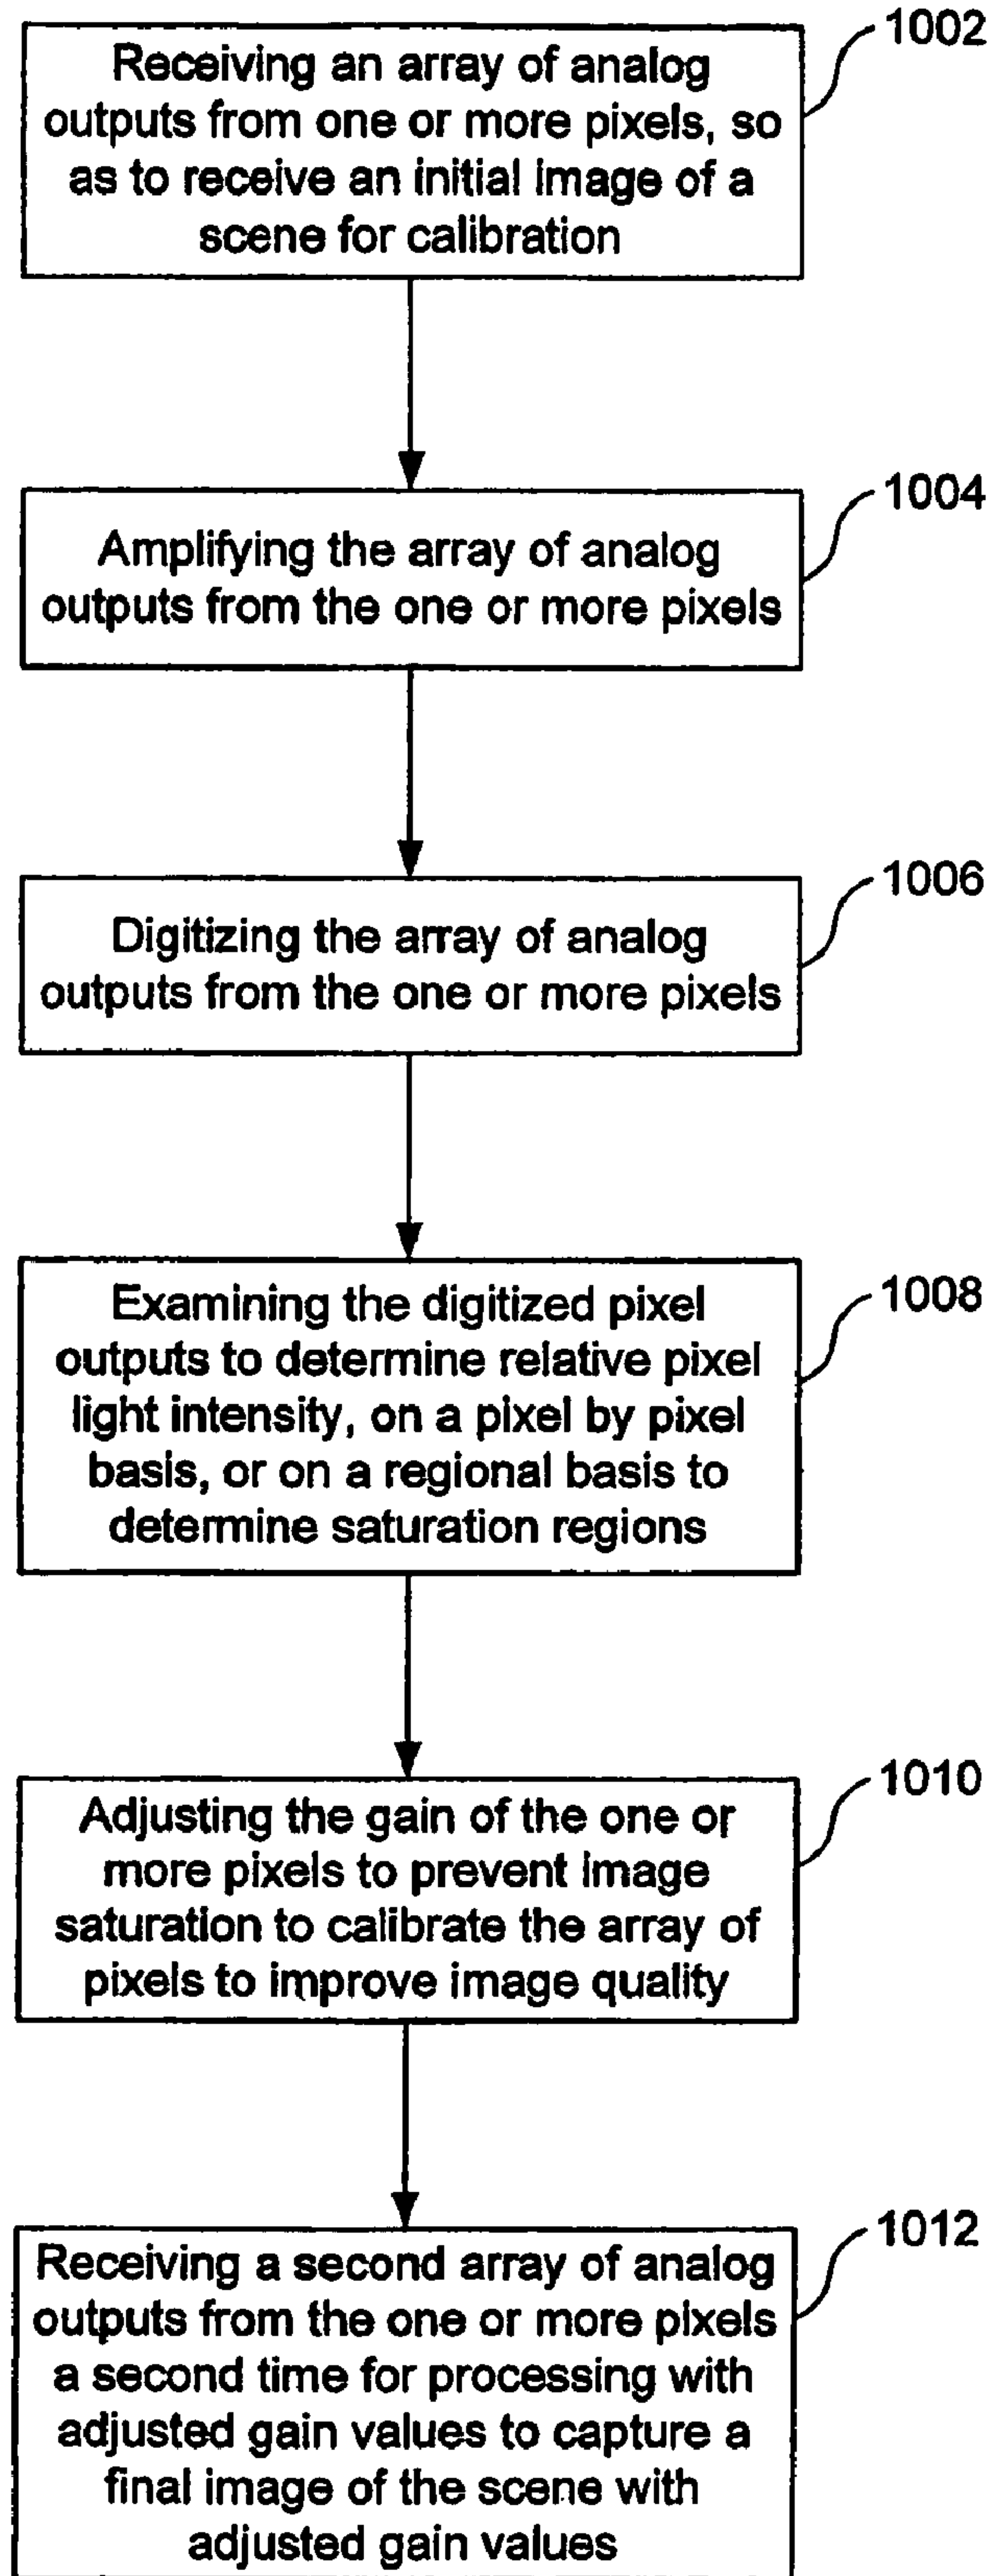 1002
Receiving an array of analog
outputs from one or more pixels, so
as to receive an initial image of a
scene for calibration
1004
Amplifying the array of analog
outputs from the one or more pixels
1006
Digitizing the array of analog
outputs from the one or more pixels
1008
Examining the digitized pixel
outputs to determine relative pixel
light intensity, on a pixel by pixel
basis, or on a regional basis to
determine saturation regions
1010
Adjusting the gain of the one or
more pixels to prevent image
saturation to calibrate the array of
pixels to improve image quality
1012
Receiving a second array of analog
outputs from the one or more pixels
a second time for processing with
adjusted gain values to capture a
final image of the scene with
adjusted gain values